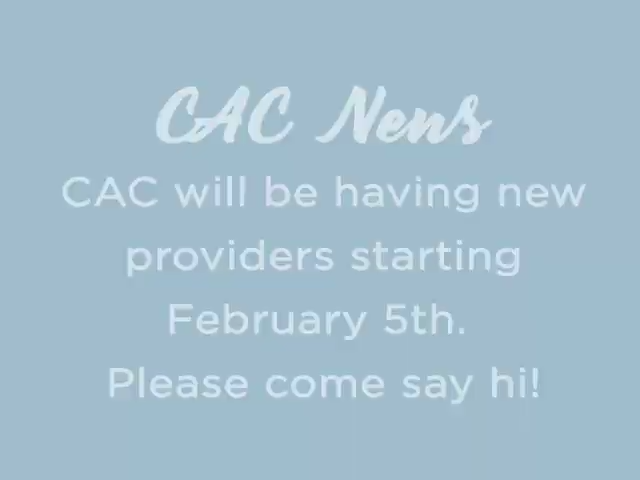 CAC News
CAC will be having new
providers starting
February 5th.
Please come say hi!